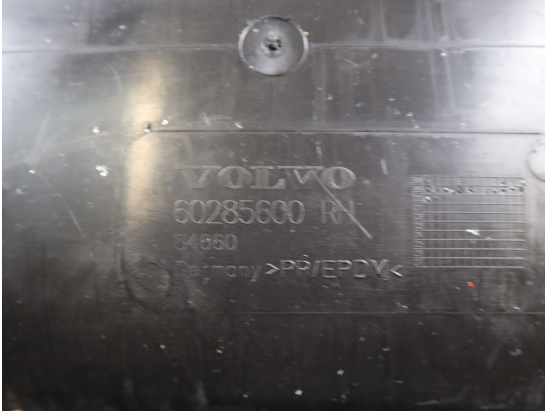 VOLVO
60285600 RH
84660
Germany >PP/EPDM<